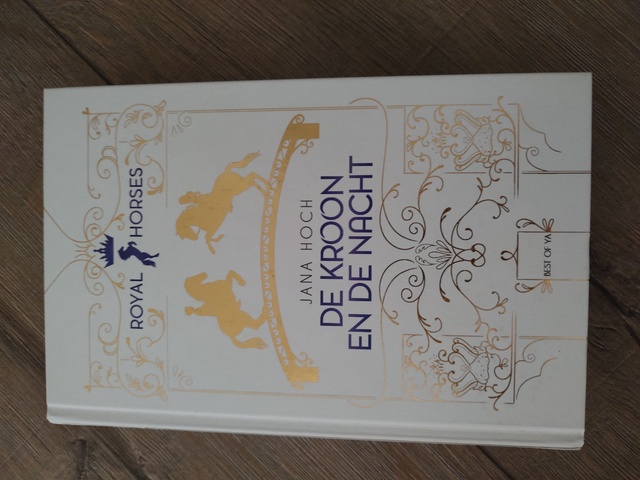 ROYAL HORSES
JANA HOCH
DE KROON
EN DE NACHT
BEST OF YA